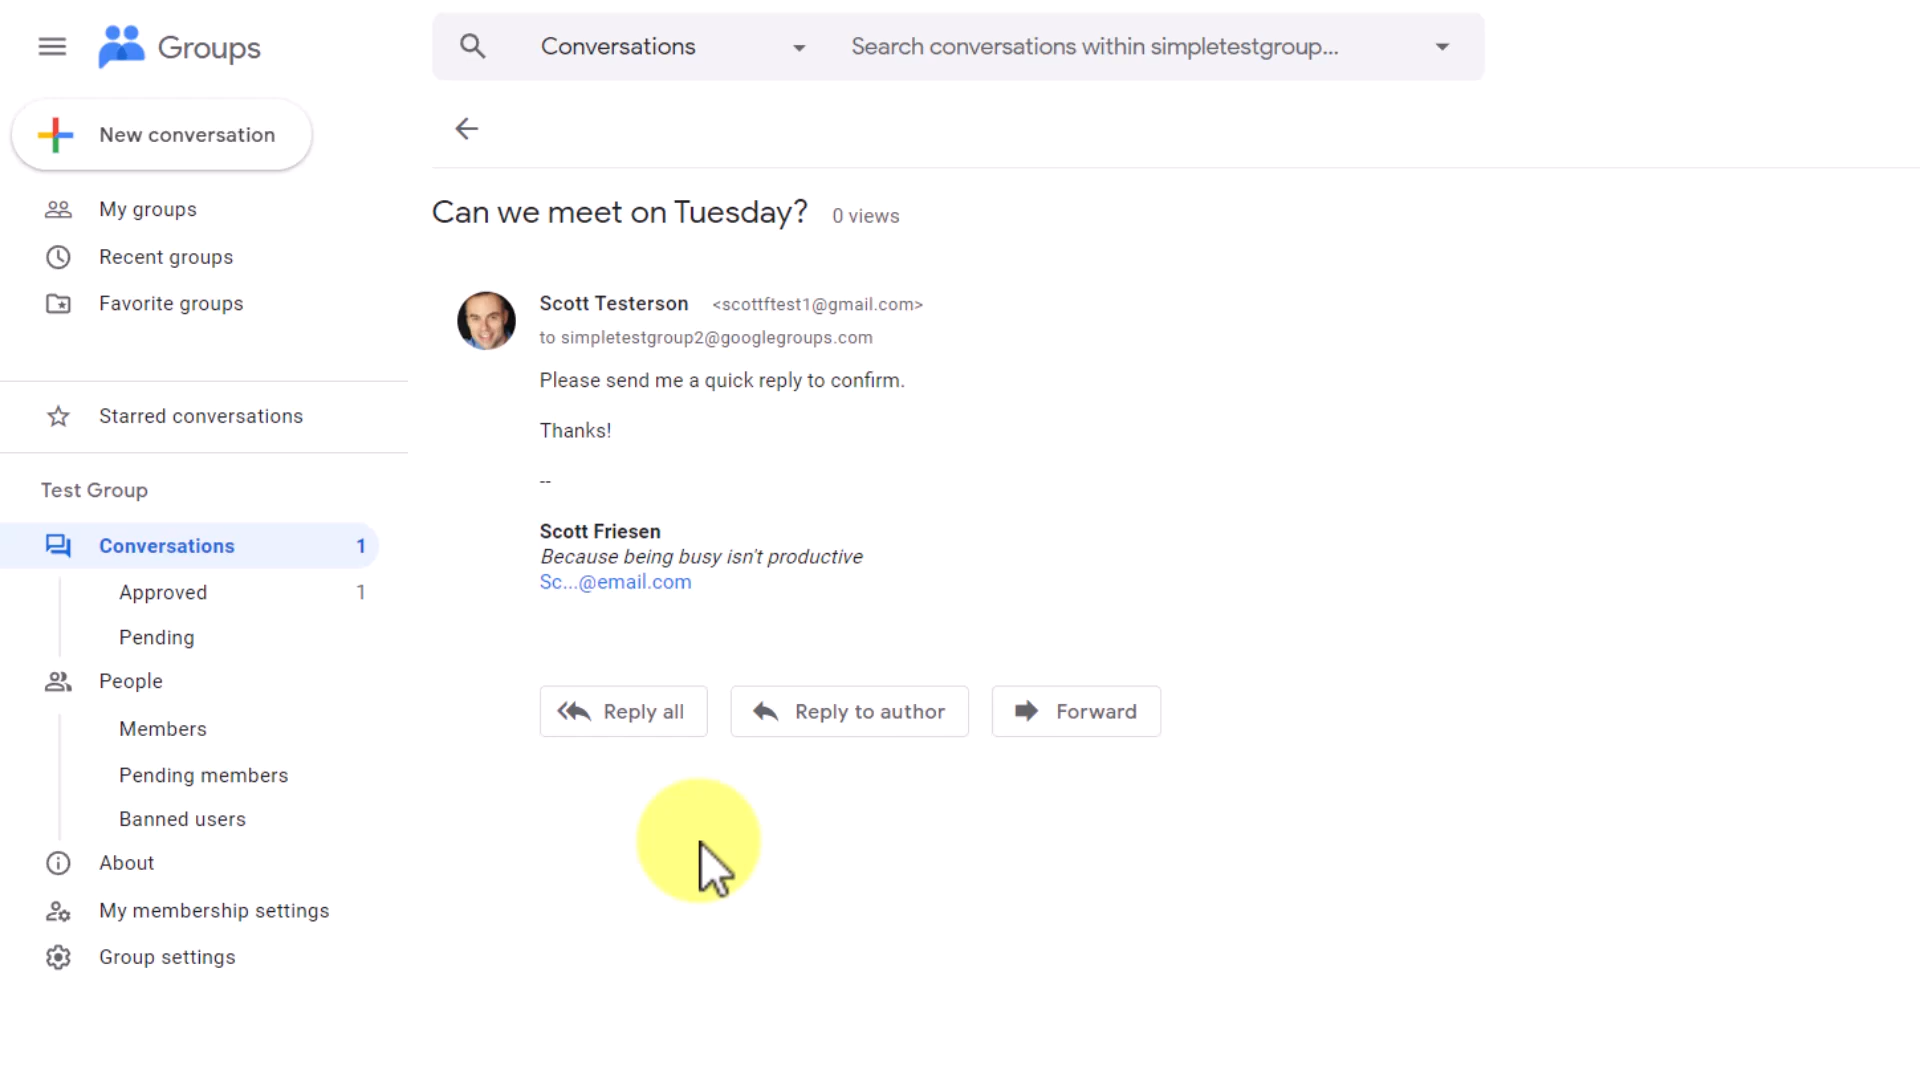 Groups
Conversations
Search conversations within simpletestgroup...
New conversation
My groups
Recent groups
Favorite groups
Starred conversations
Test Group
Conversations 1
Approved 1
Pending
People
Members
Pending members
Banned users
About
My membership settings
Group settings
Can we meet on Tuesday? 0 views
Scott Testerson <scottftest1@gmail.com>
to simpletestgroup2@googlegroups.com
Please send me a quick reply to confirm.
Thanks!
--
Scott Friesen
Because being busy isn't productive
Sc...@email.com
Reply all Reply to author Forward